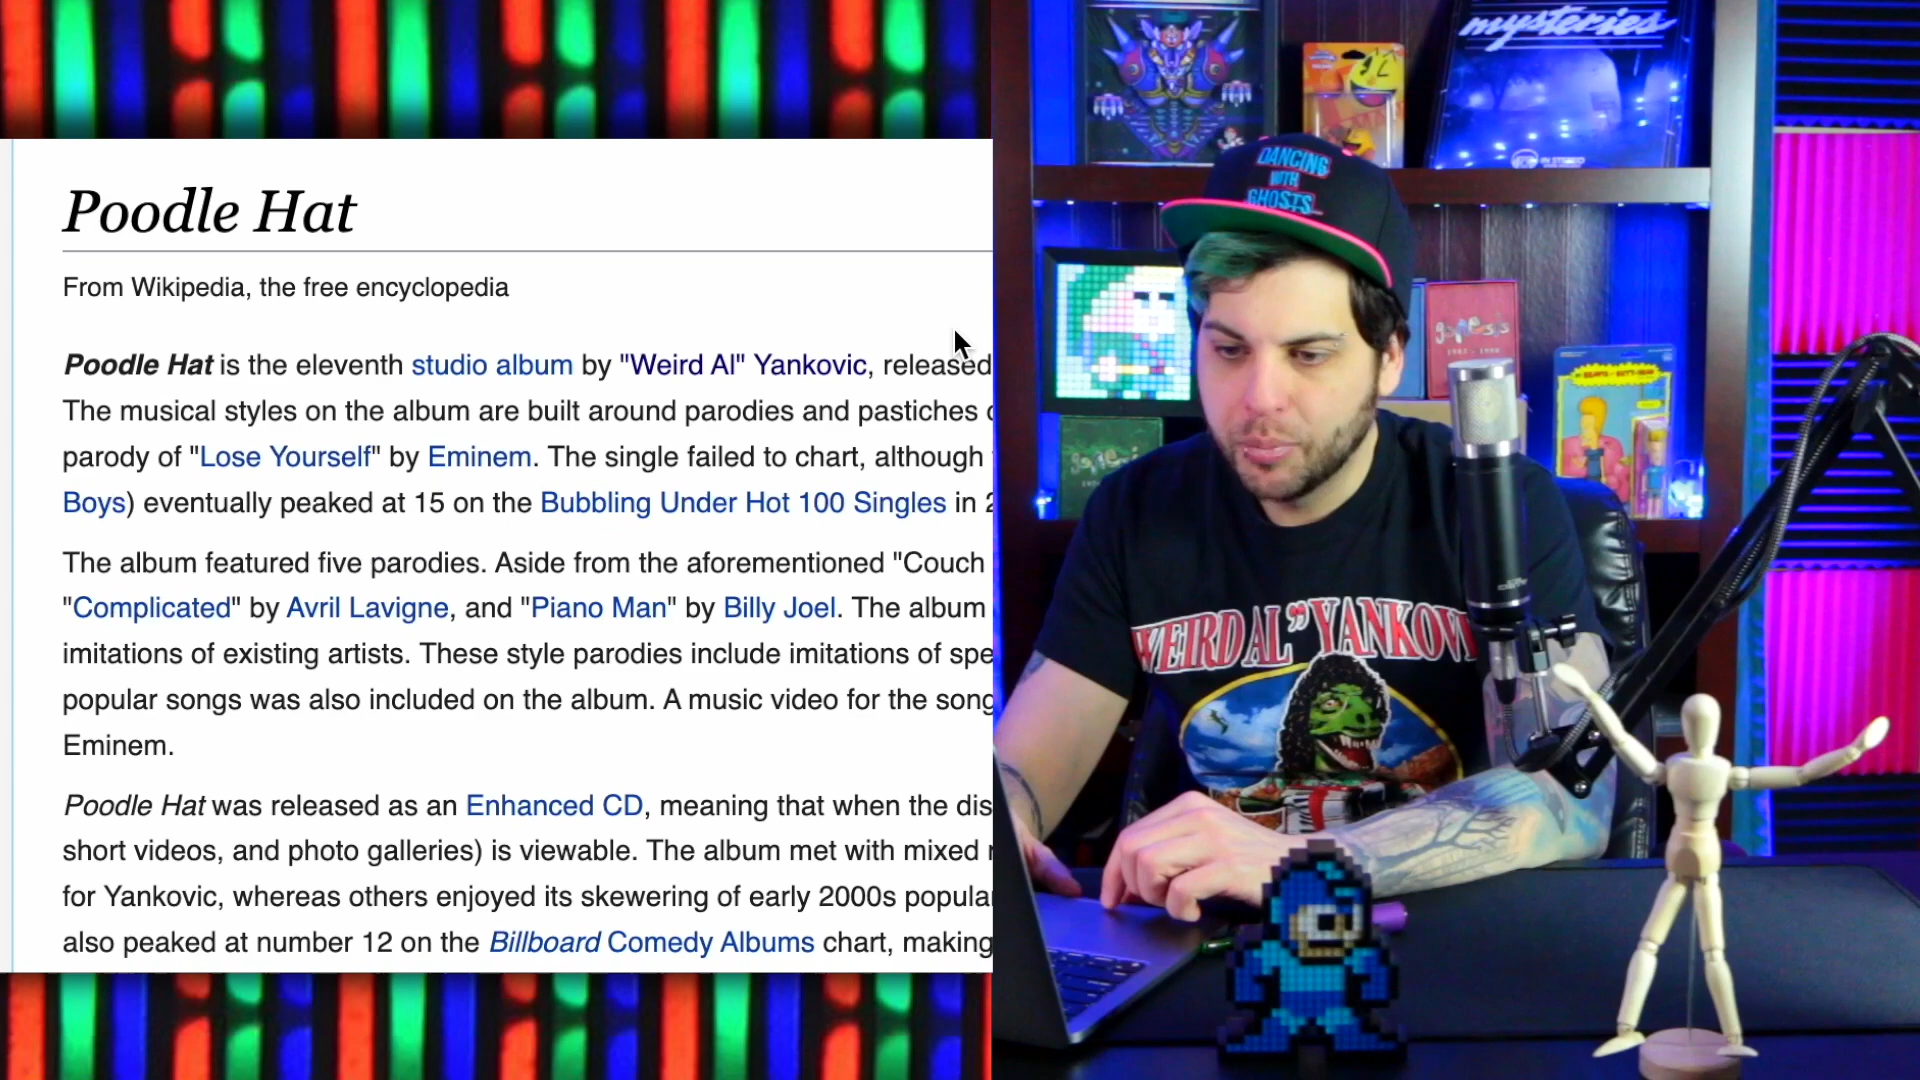 Poodle Hat
From Wikipedia, the free encyclopedia
Poodle Hat is the eleventh studio album by "Weird Al" Yankovic, released
The musical styles on the album are built around parodies and pastiches
parody of "Lose Yourself" by Eminem. The single failed to chart, although
Boys) eventually peaked at 15 on the Bubbling Under Hot 100 Singles in 2
The album featured five parodies. Aside from the aforementioned "Couch
"Complicated" by Avril Lavigne, and "Piano Man" by Billy Joel. The album
imitations of existing artists. These style parodies include imitations of spe
popular songs was also included on the album. A music video for the song
Eminem.
Poodle Hat was released as an Enhanced CD, meaning that when the dis
short videos, and photo galleries) is viewable. The album met with mixed
for Yankovic, whereas others enjoyed its skewering of early 2000s popula
also peaked at number 12 on the Billboard Comedy Albums chart, making
mysteries
IN STEREO
DANCING
WITH
GHOSTS
genesis
WEIRD AL" YANKOV